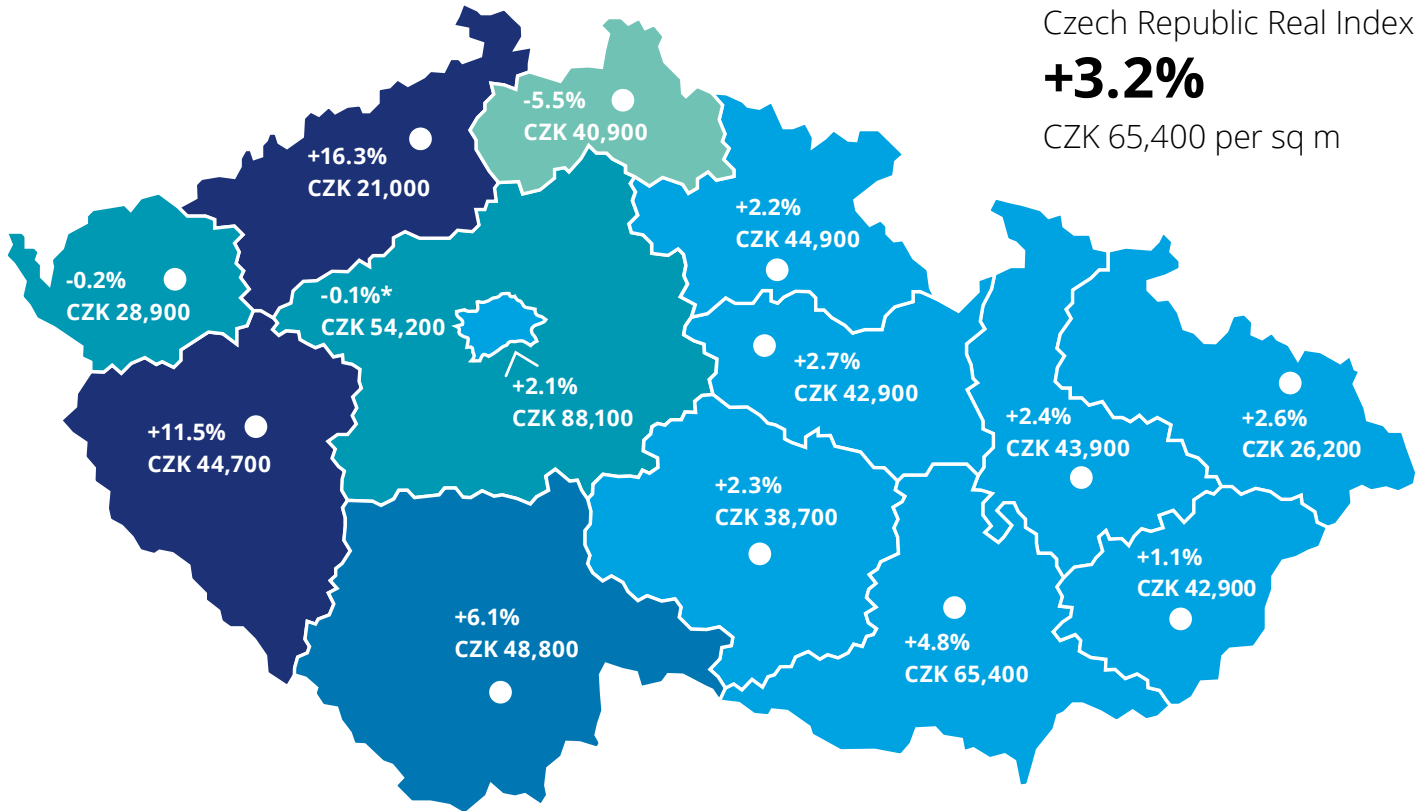 Czech Republic Real Index
+3.2%
CZK 65,400 per sq m
-5.5%
CZK 40,900
+16.3%
CZK 21,000
+2.2%
CZK 44,900
-0.2%
CZK 28,900
-0.1%*
CZK 54,200
+2.1%
CZK 88,100
+2.7%
CZK 42,900
+2.4%
CZK 43,900
+2.6%
CZK 26,200
+11.5%
CZK 44,700
+2.3%
CZK 38,700
+1.1%
CZK 42,900
+6.1%
CZK 48,800
+4.8%
CZK 65,400